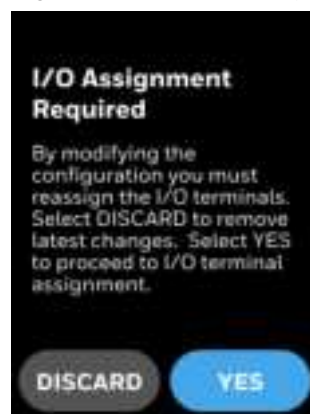 I/O Assignment
Required
By modifying the
configuration you must
reassign the I/O terminals.
Select DISCARD to remove
latest changes. Select YES
to proceed to I/O terminal
assignment.
DISCARD
YES